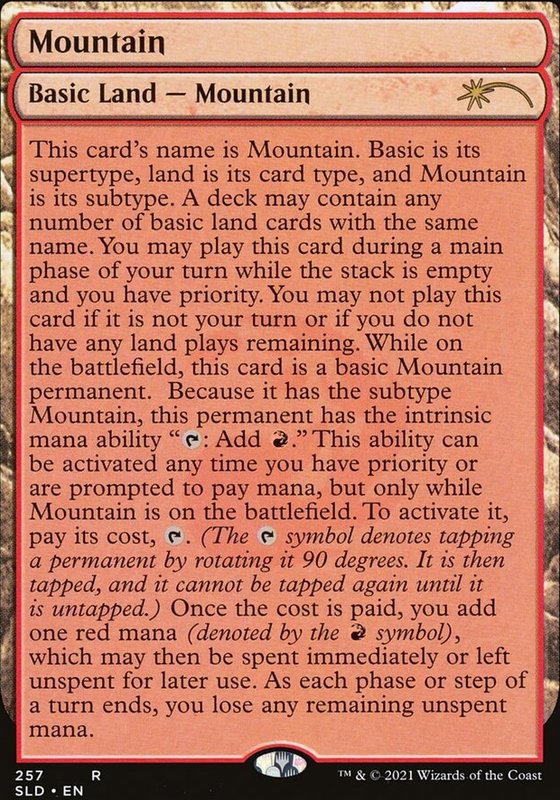 Mountain
Basic Land — Mountain
This card's name is Mountain. Basic is its
supertype, land is its card type, and Mountain
is its subtype. A deck may contain any
number of basic land cards with the same
name. You may play this card during a main
phase of your turn while the stack is empty
and you have priority. You may not play this
card if it is not your turn or if you do not
have any land plays remaining. While on
the battlefield, this card is a basic Mountain
permanent. Because it has the subtype
Mountain, this permanent has the intrinsic
mana ability “: Add .” This ability can
be activated any time you have priority or
are prompted to pay mana, but only while
Mountain is on the battlefield. To activate it,
pay its cost, . (The symbol denotes tapping
a permanent by rotating it 90 degrees. It is then
tapped, and it cannot be tapped again until it
is untapped.) Once the cost is paid, you add
one red mana (denoted by the symbol),
which may then be spent immediately or left
unspent for later use. As each phase or step of
a turn ends, you lose any remaining unspent
mana.
257 R
SLD • EN
™ & © 2021 Wizards of the Coast